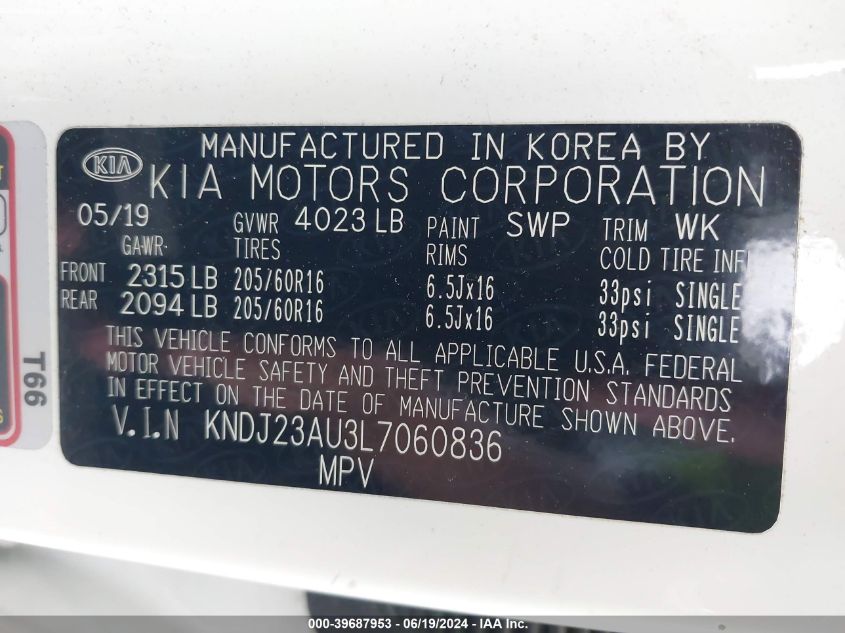 MANUFACTURED IN KOREA BY
KIA KIA MOTORS CORPORATION
05/19 GVWR 4023 LB PAINT SWP TRIM WK
GAWR TIRES RIMS COLD TIRE INFL
FRONT 2315 LB 205/60R16 6.5Jx16 33psi SINGLE
REAR 2094 LB 205/60R16 6.5Jx16 33psi SINGLE
THIS VEHICLE CONFORMS TO ALL APPLICABLE U.S.A. FEDERAL
MOTOR VEHICLE SAFETY AND THEFT PREVENTION STANDARDS
IN EFFECT ON THE DATE OF MANUFACTURE SHOWN ABOVE.
V.I.N KNDJ23AU3L7060836
MPV
T66
000-39687953 - 06/19/2024 - IAA Inc.